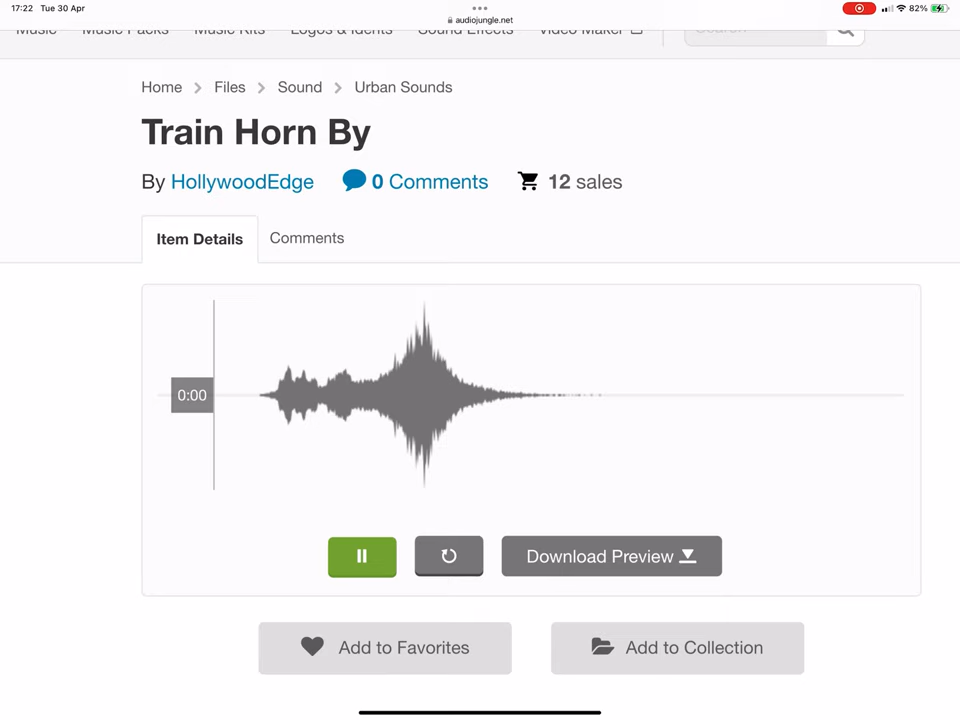 17:22 Tue 30 Apr
82%
audiojungle.net
Music Music Packs Music Kits Logos & Idents Sound Effects Video Maker Search
Home Files Sound Urban Sounds
Train Horn By
By HollywoodEdge 0 Comments 12 sales
Item Details Comments
0:00
Download Preview
Add to Favorites Add to Collection